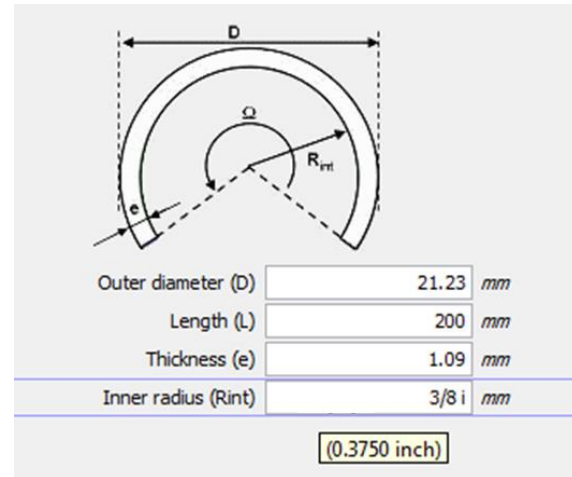 D
Ω
R int
e
Outer diameter (D) 21.23 mm
Length (L) 200 mm
Thickness (e) 1.09 mm
Inner radius (Rint) 3/8 i mm
(0.3750 inch)